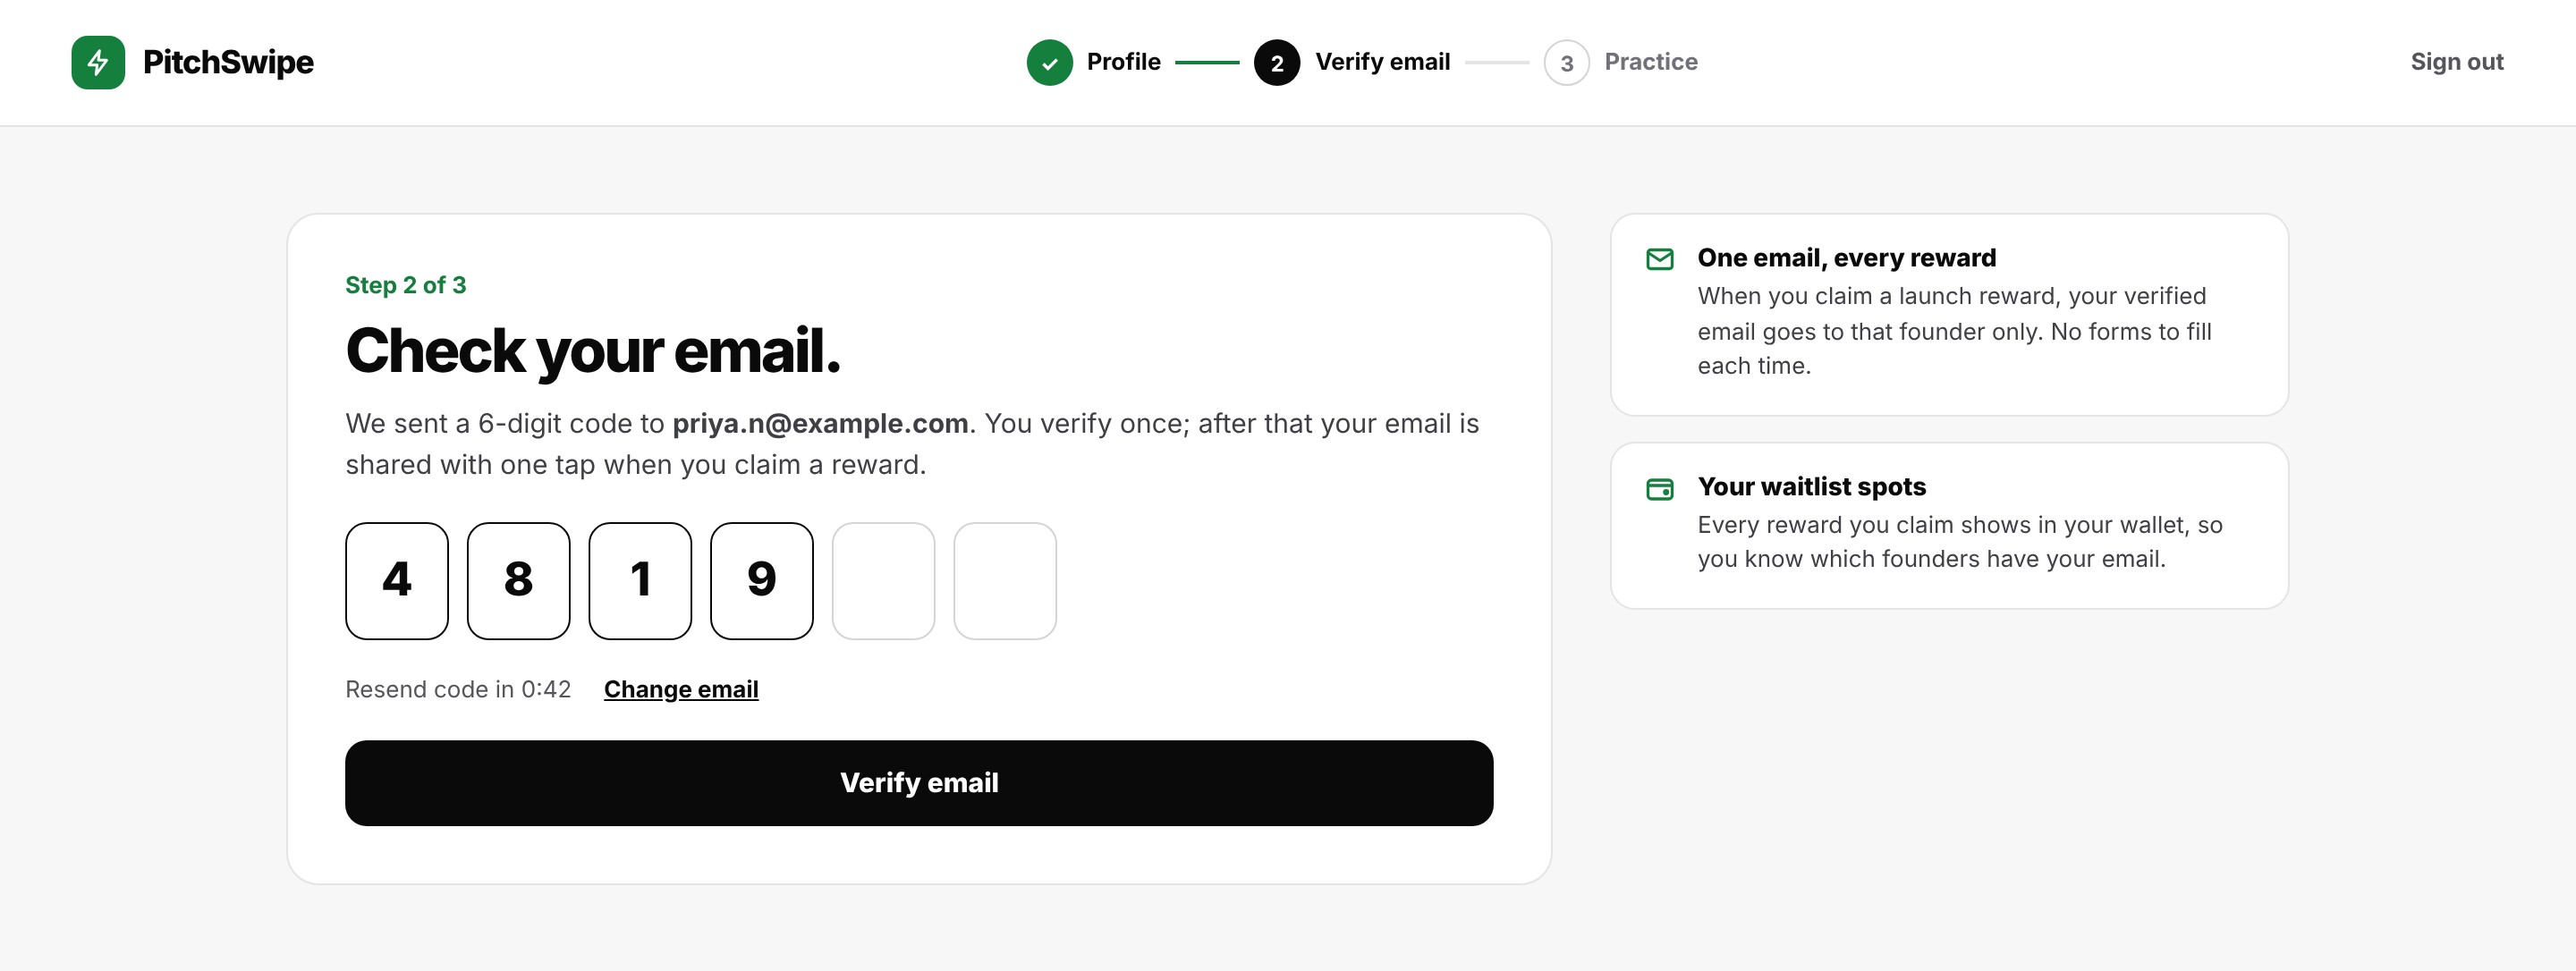 PitchSwipe
Profile
2 Verify email
3 Practice
Sign out
Step 2 of 3
Check your email.
We sent a 6-digit code to priya.n@example.com. You verify once; after that your email is
shared with one tap when you claim a reward.
4 8 1 9
Resend code in 0:42 Change email
Verify email
One email, every reward
When you claim a launch reward, your verified
email goes to that founder only. No forms to fill
each time.
Your waitlist spots
Every reward you claim shows in your wallet, so
you know which founders have your email.